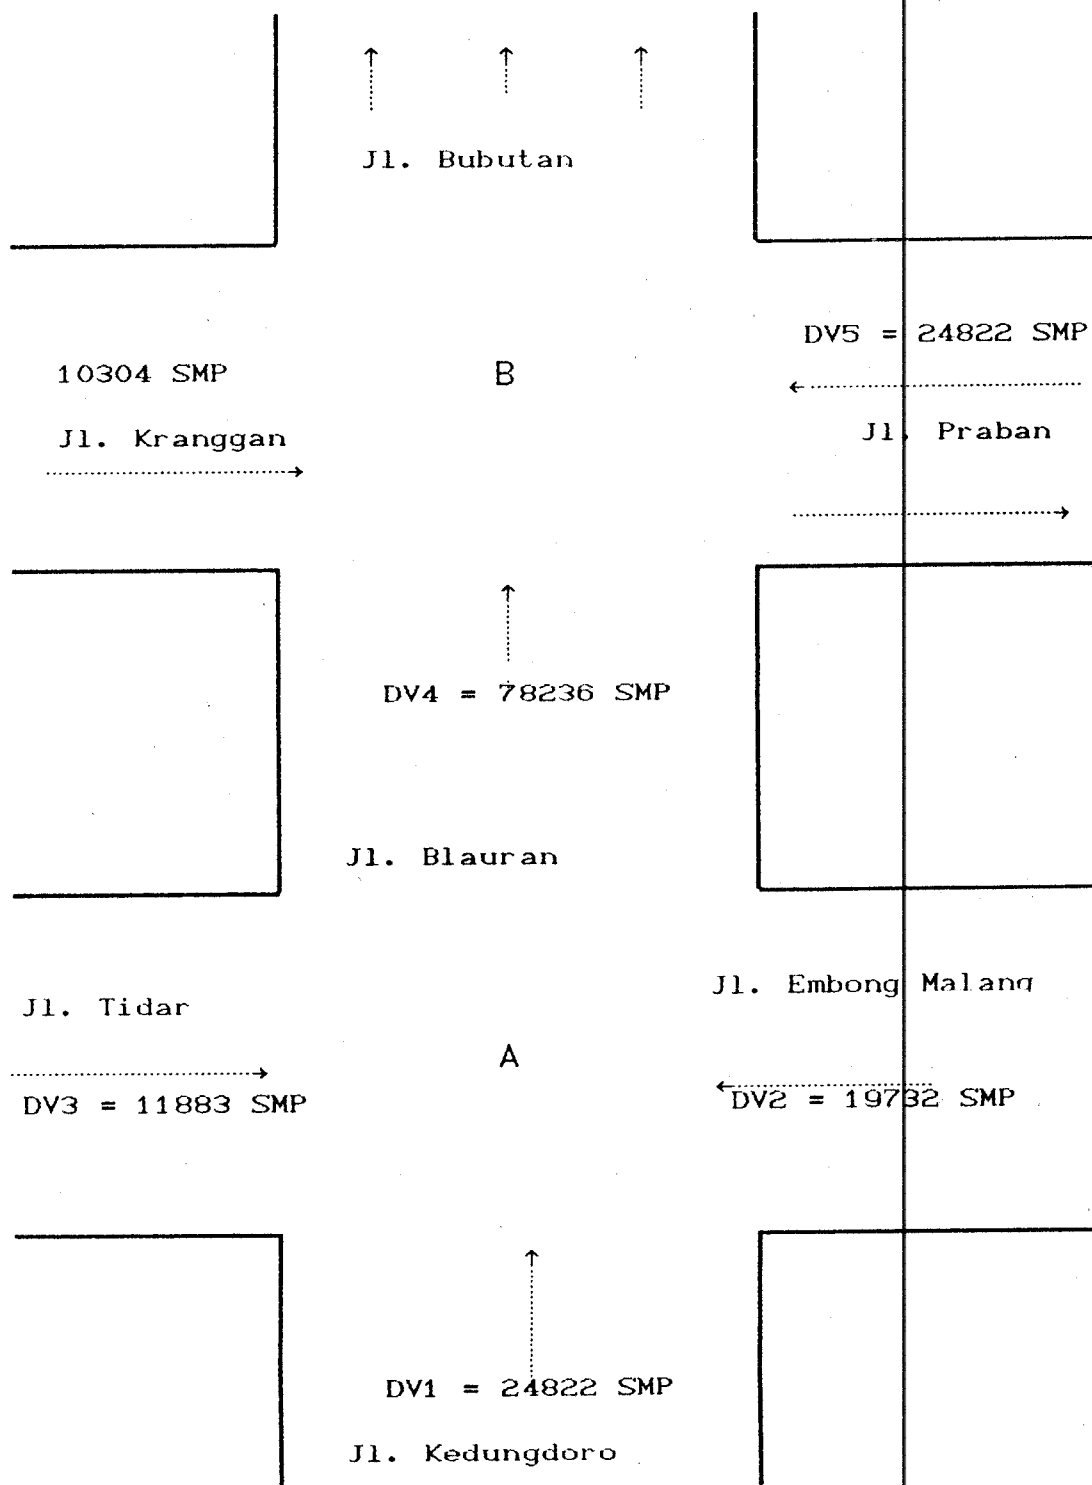 Jl. Bubutan
DV5 = 24822 SMP
10304 SMP
B
Jl. Kranggan
Jl. Praban
DV4 = 78236 SMP
Jl. Blauran
Jl. Embong Malang
Jl. Tidar
A
DV3 = 11883 SMP
DV2 = 19732 SMP
DV1 = 24822 SMP
Jl. Kedungdoro